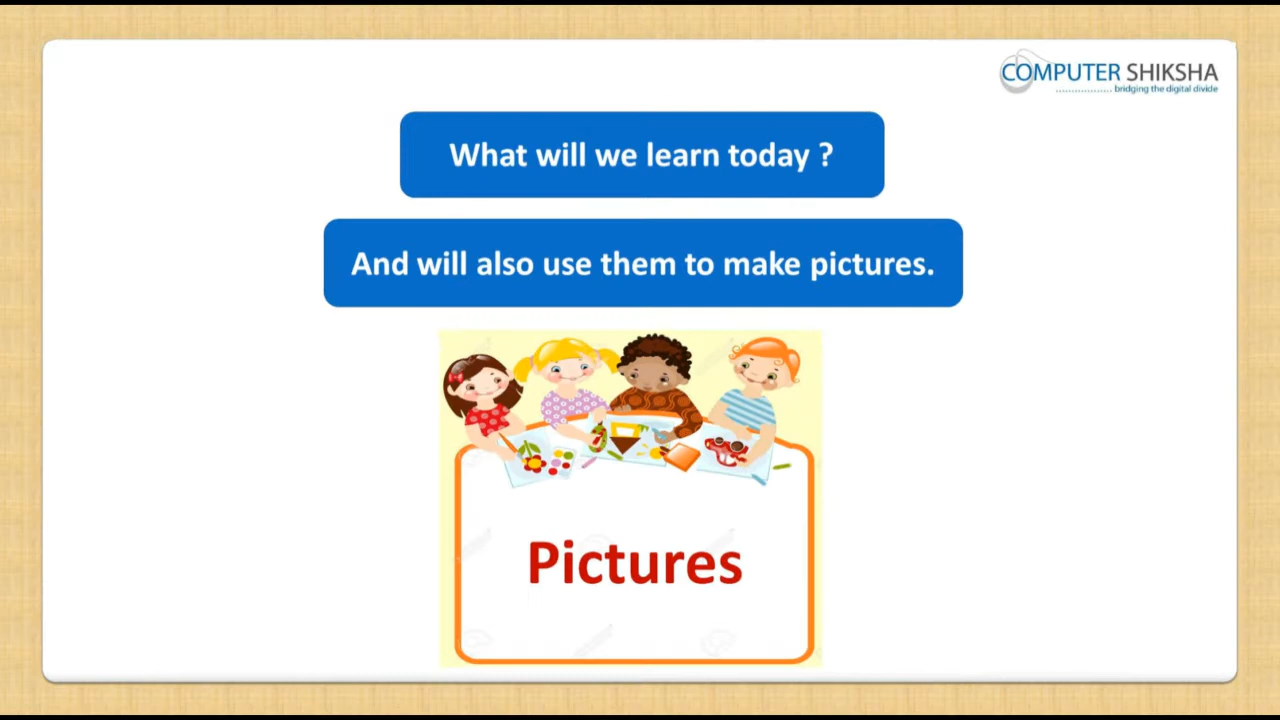 COMPUTER SHIKSHA
bridging the digital divide
What will we learn today ?
And will also use them to make pictures.
Pictures